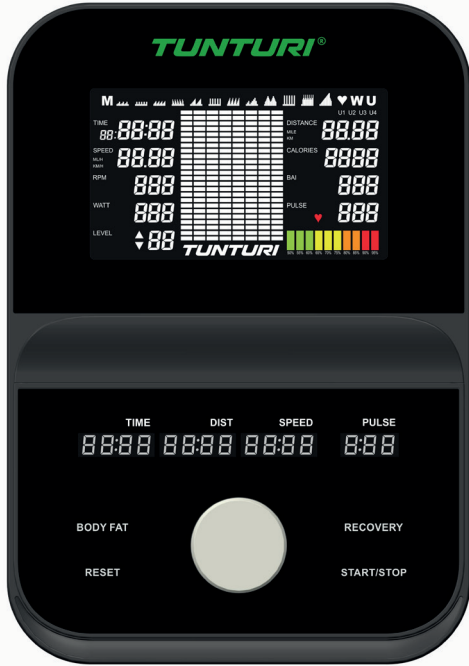 TUNTURI®
M ♥ W U
U1 U2 U3 U4
TIME
88:88:88
SPEED
ML/H
KM/H
88.88
RPM
888
WATT
888
LEVEL
88
DISTANCE
MILE
KM
88.88
CALORIES
8888
BAI
888
PULSE
888
TUNTURI
TIME DIST SPEED PULSE
88:88 88:88 88:88 8:88
BODY FAT RECOVERY
RESET START/STOP